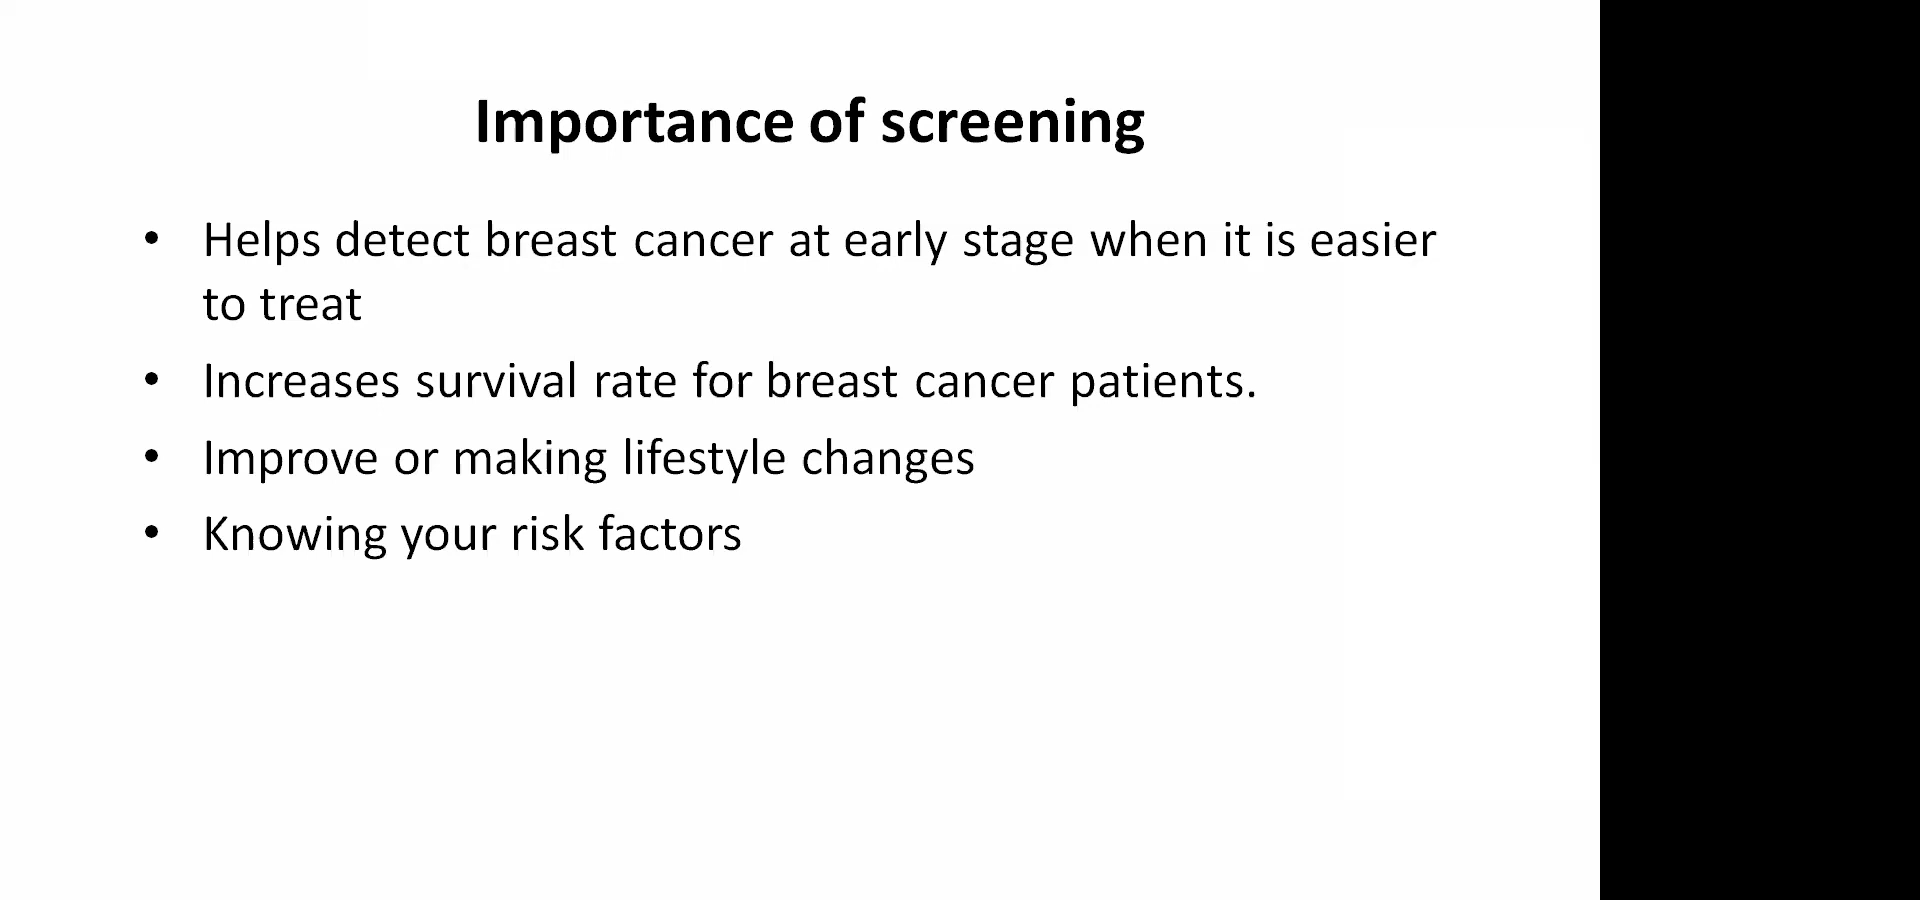 Importance of screening
• Helps detect breast cancer at early stage when it is easier
to treat
• Increases survival rate for breast cancer patients.
• Improve or making lifestyle changes
• Knowing your risk factors